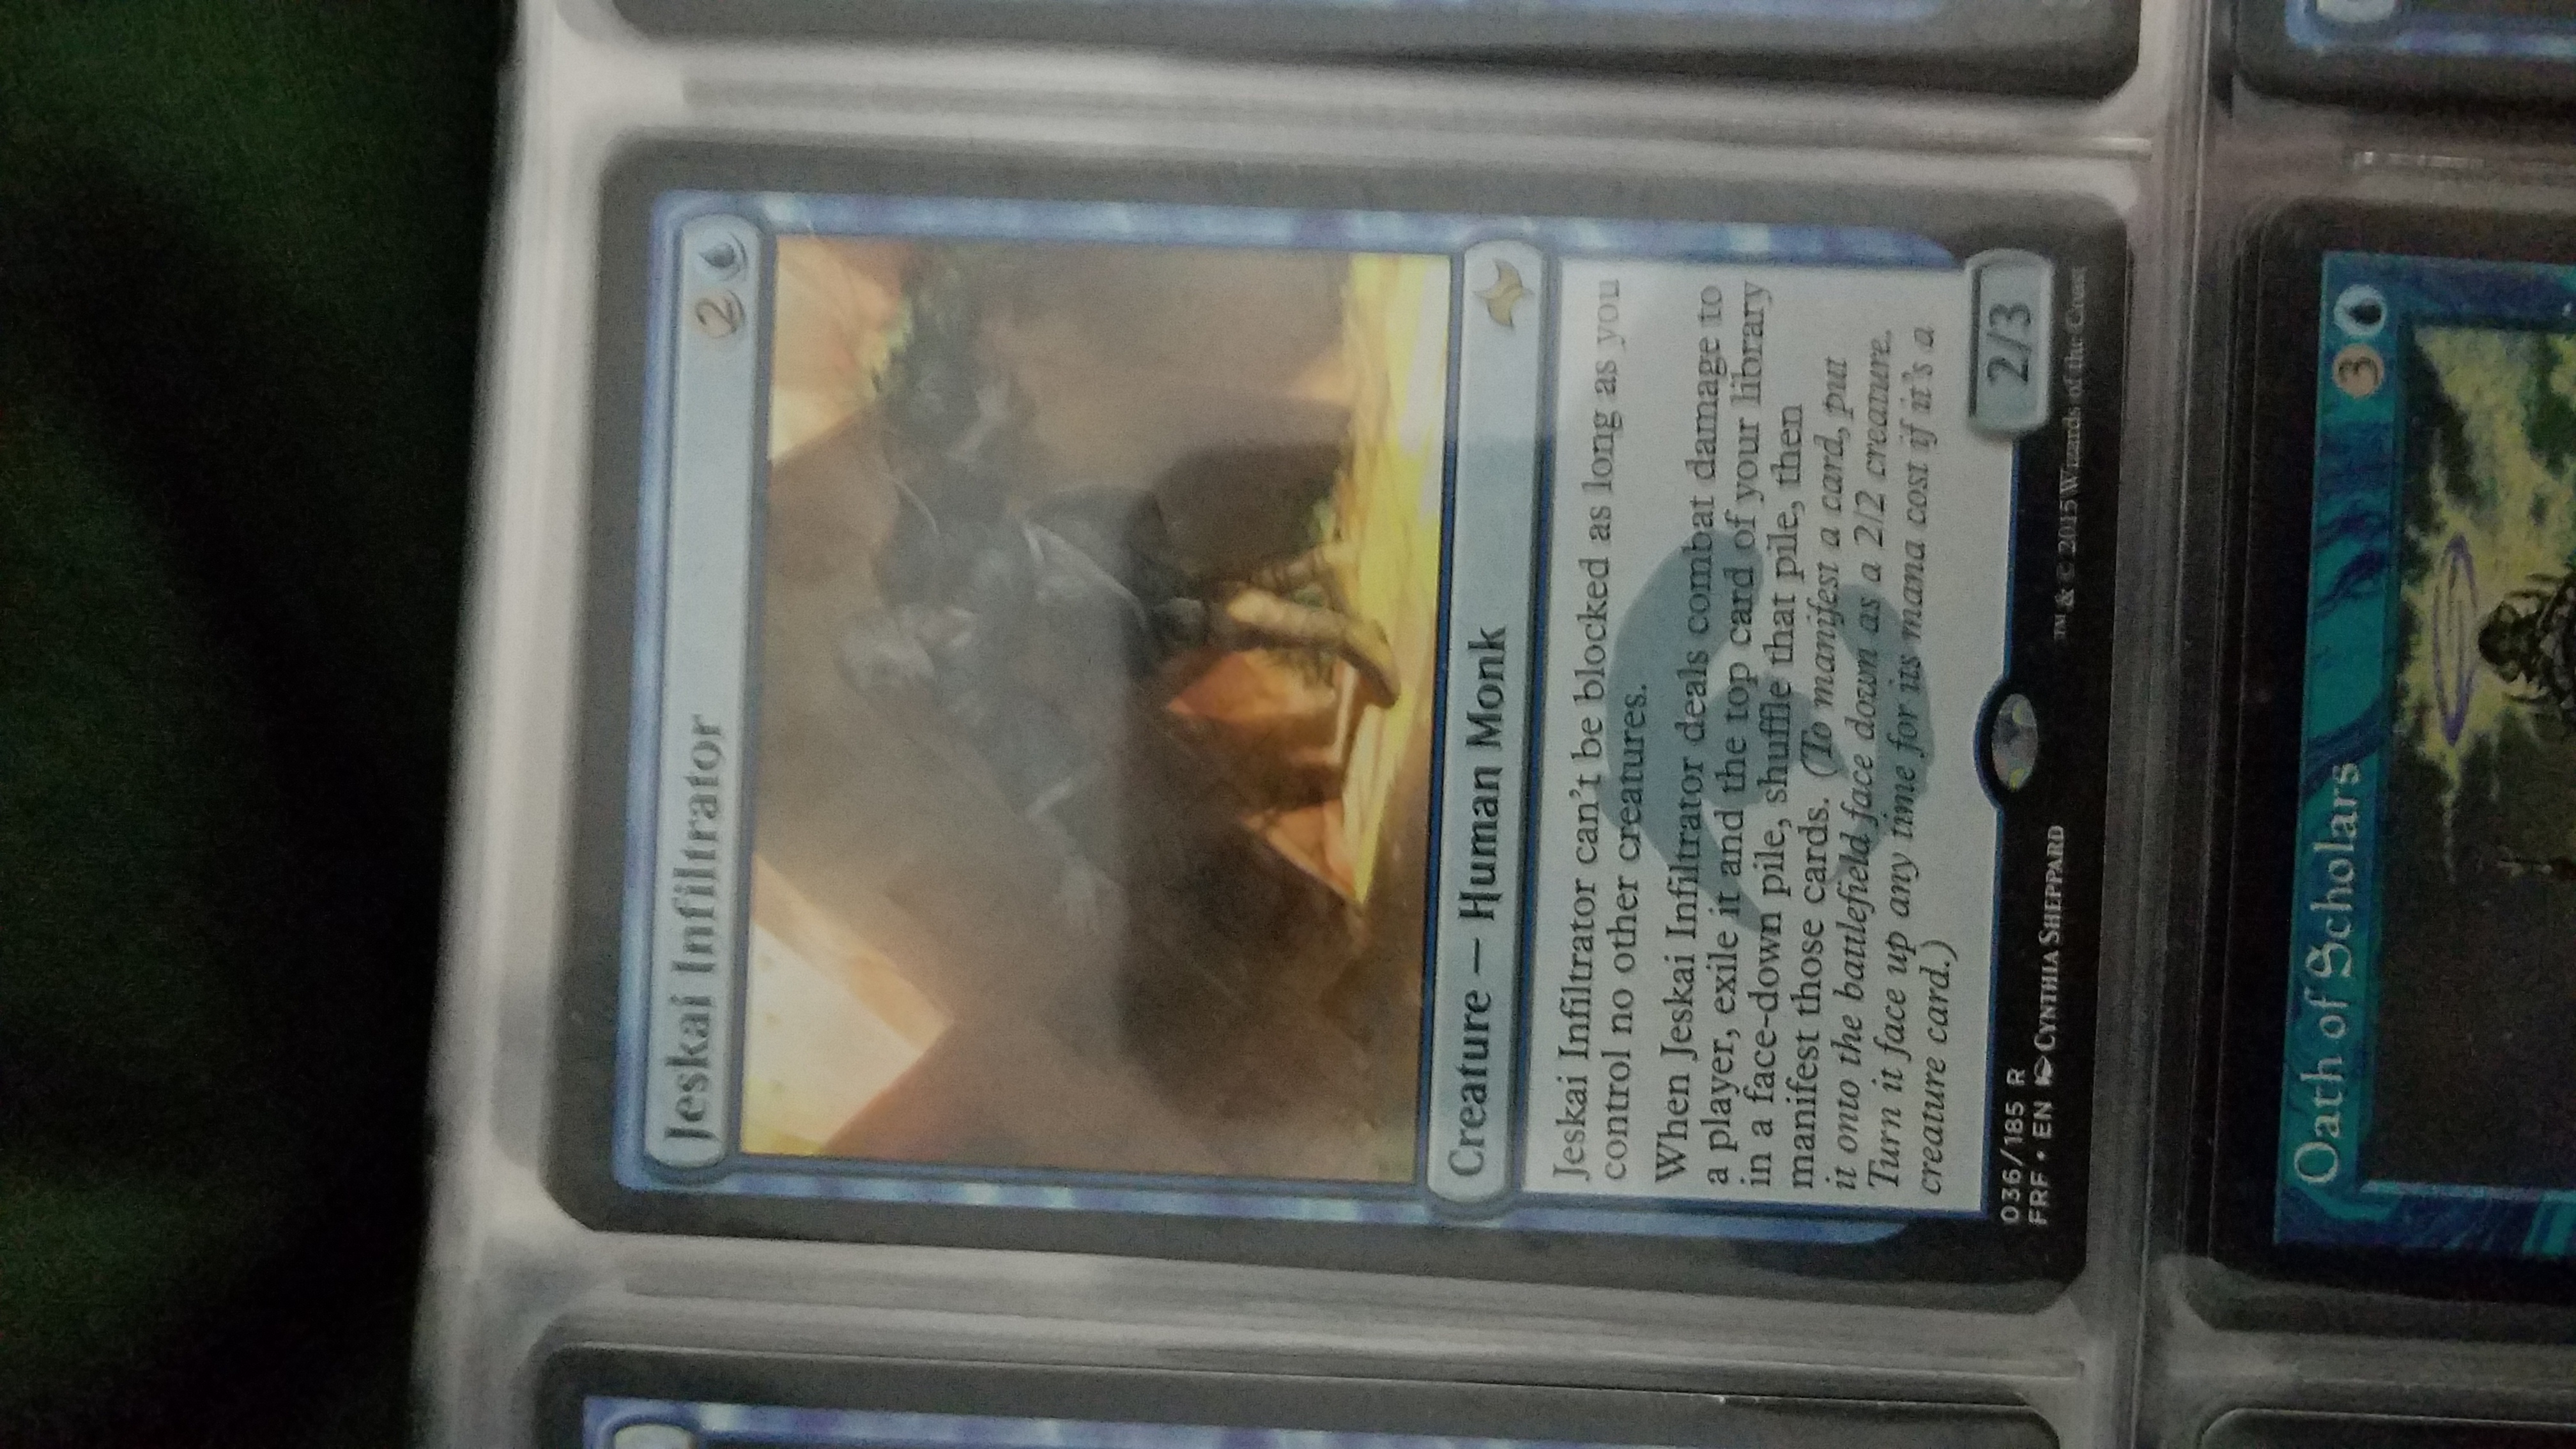 Jeskai Infiltrator 2
Creature — Human Monk
Jeskai Infiltrator can't be blocked as long as you
control no other creatures.
When Jeskai Infiltrator deals combat damage to
a player, exile it and the top card of your library
in a face-down pile, shuffle that pile, then
manifest those cards. (To manifest a card, put
it onto the battlefield face down as a 2/2 creature.
Turn it face up any time for its mana cost if it's a
creature card.)
2/3
036/185 R
FRF • EN CYNTHIA SHEPPARD
™ & © 2015 Wizards of the Coast
Oath of Scholars 3